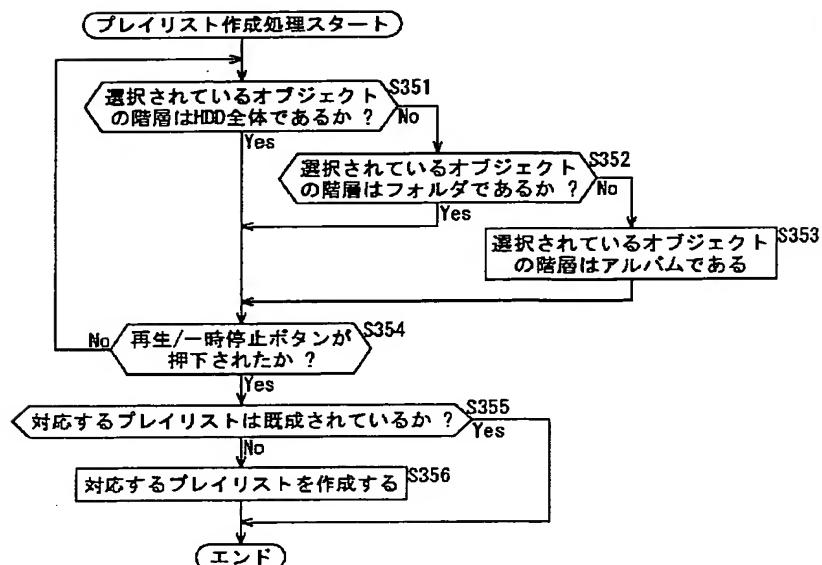 プレイリスト作成処理スタート
S351
選択されているオブジェクト
の階層はHDD全体であるか ?
No
Yes
S352
選択されているオブジェクト
の階層はフォルダであるか ?
No
Yes
S353
選択されているオブジェクト
の階層はアルバムである
S354
再生/一時停止ボタンが
押下されたか ?
No
Yes
S355
対応するプレイリストは既成されているか ?
Yes
No
対応するプレイリストを作成する
S356
エンド